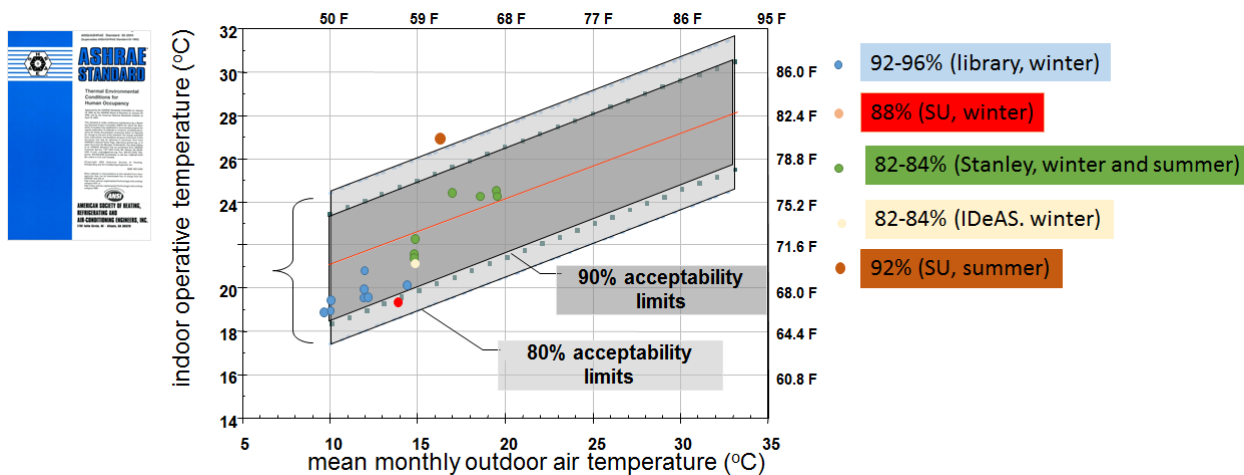 ASHRAE
STANDARD
Thermal Environmental
Conditions for
Human Occupancy
AMERICAN SOCIETY OF HEATING,
REFRIGERATING AND
AIR-CONDITIONING ENGINEERS, INC.
50 F 59 F 68 F 77 F 86 F 95 F
32
30
28
26
24
22
20
18
16
14
indoor operative temperature (°C)
86.0 F
82.4 F
78.8 F
75.2 F
71.6 F
68.0 F
64.4 F
60.8 F
90% acceptability
limits
80% acceptability
limits
5 10 15 20 25 30 35
mean monthly outdoor air temperature (°C)
92-96% (library, winter)
88% (SU, winter)
82-84% (Stanley, winter and summer)
82-84% (IDeAS. winter)
92% (SU, summer)